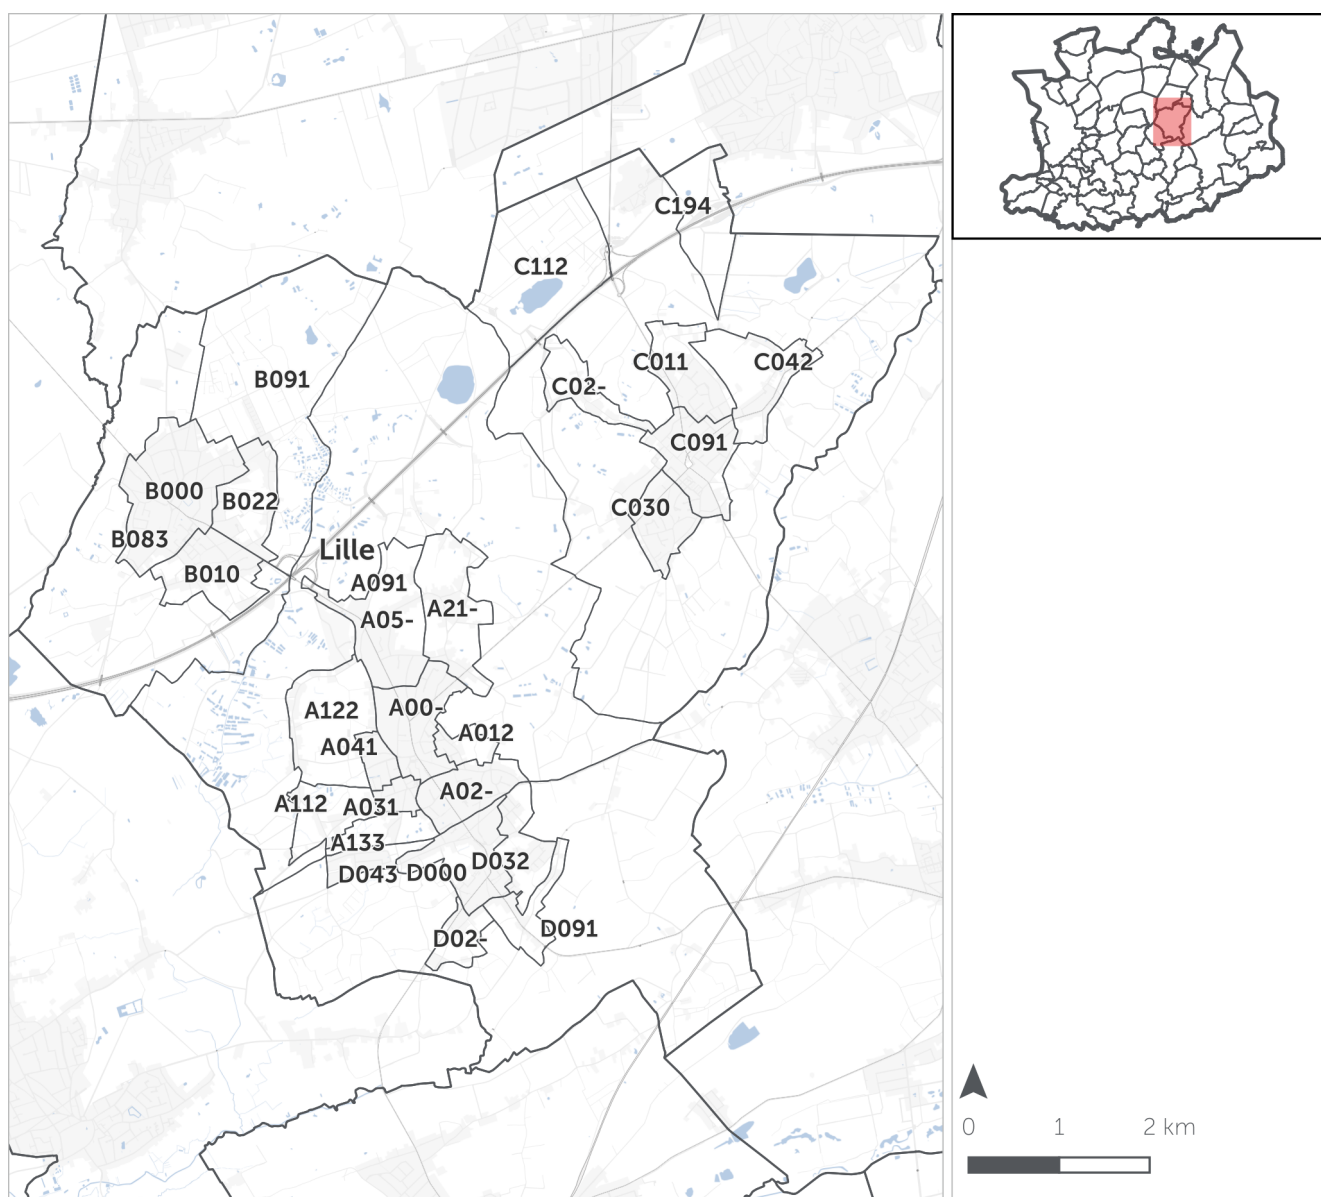 C194
C112
C011
C042
C02-
B091
C091
B000
B022
C030
B083
Lille
B010
A091
A05-
A21-
A122
A00-
A012
A041
A02-
A112
A031
A133
D032
D043
D000
D091
D02-
0 1 2 km